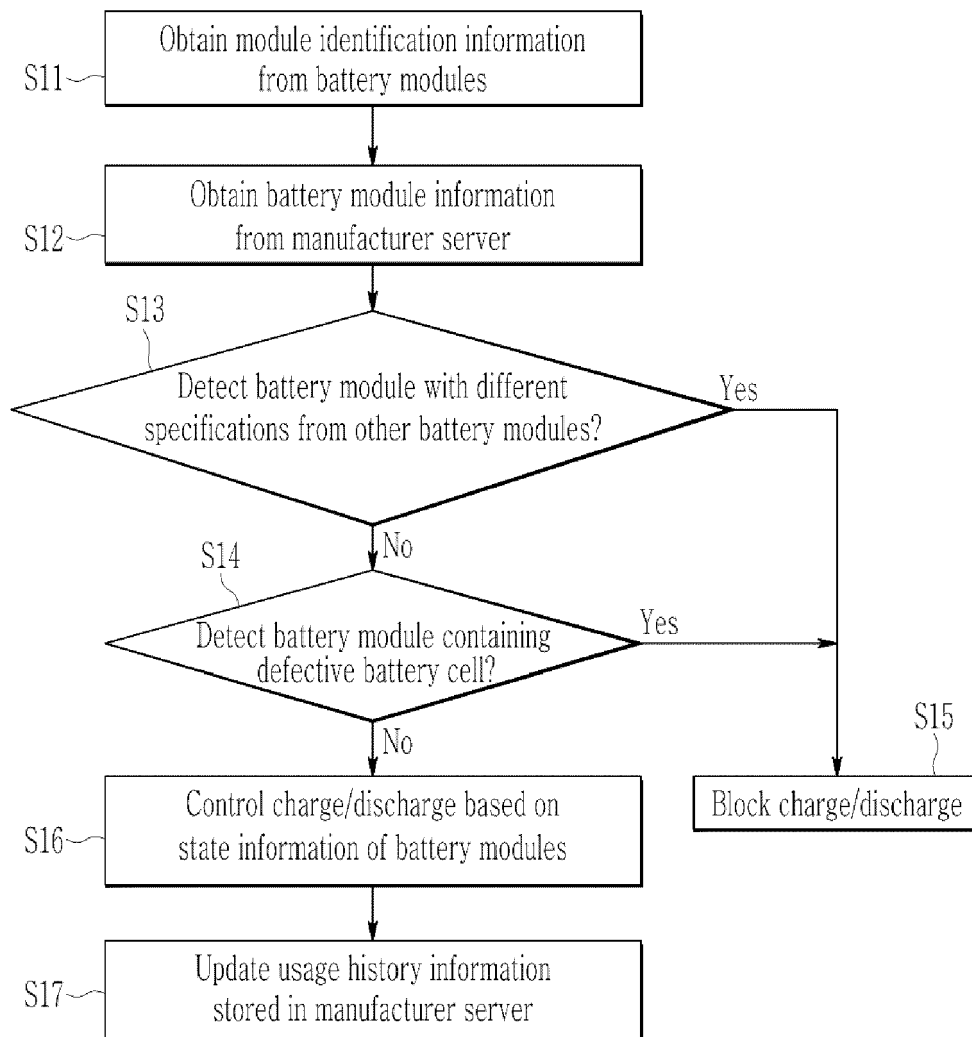 Obtain module identification information
from battery modules
S11
Obtain battery module information
from manufacturer server
S12
S13
Detect battery module with different
specifications from other battery modules?
Yes
No
S14
Detect battery module containing
defective battery cell?
Yes
No
S15
Block charge/discharge
Control charge/discharge based on
state information of battery modules
S16
Update usage history information
stored in manufacturer server
S17